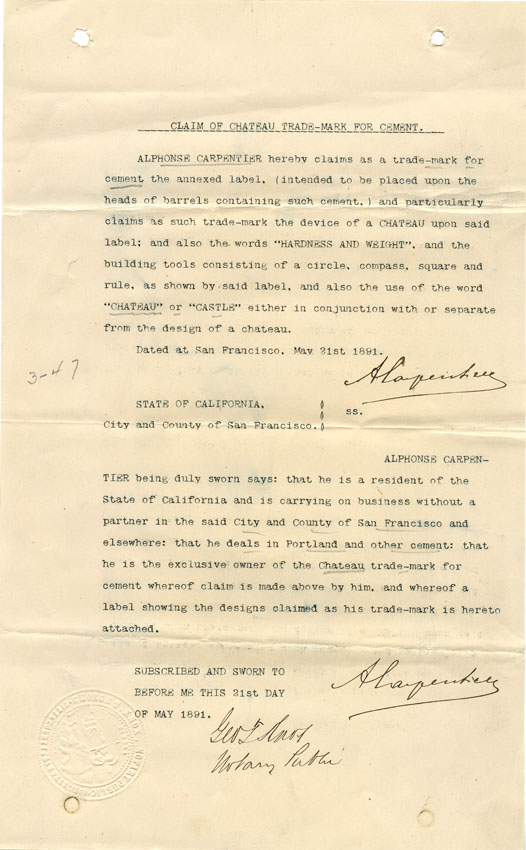 CLAIM OF CHATEAU TRADE-MARK FOR CEMENT.
ALPHONSE CARPENTIER hereby claims as a trade-mark for
cement the annexed label, (intended to be placed upon the
heads of barrels containing such cement,) and particularly
claims as such trade-mark the device of a CHATEAU upon said
label; and also the words "HARDNESS AND WEIGHT", and the
building tools consisting of a circle, compass, square and
rule, as shown by said label, and also the use of the word
"CHATEAU" or "CASTLE" either in conjunction with or separate
from the design of a chateau.
Dated at San Francisco, May 21st 1891.
3-47
A Carpentier
STATE OF CALIFORNIA,
ss.
City and County of San Francisco.
ALPHONSE CARPEN-
TIER being duly sworn says: that he is a resident of the
State of California and is carrying on business without a
partner in the said City and County of San Francisco and
elsewhere: that he deals in Portland and other cement: that
he is the exclusive owner of the Chateau trade-mark for
cement whereof claim is made above by him, and whereof a
label showing the designs claimed as his trade-mark is hereto
attached.
SUBSCRIBED AND SWORN TO
BEFORE ME THIS 21st DAY
OF MAY 1891.
A Carpentier
Geo T Knox
Notary Public